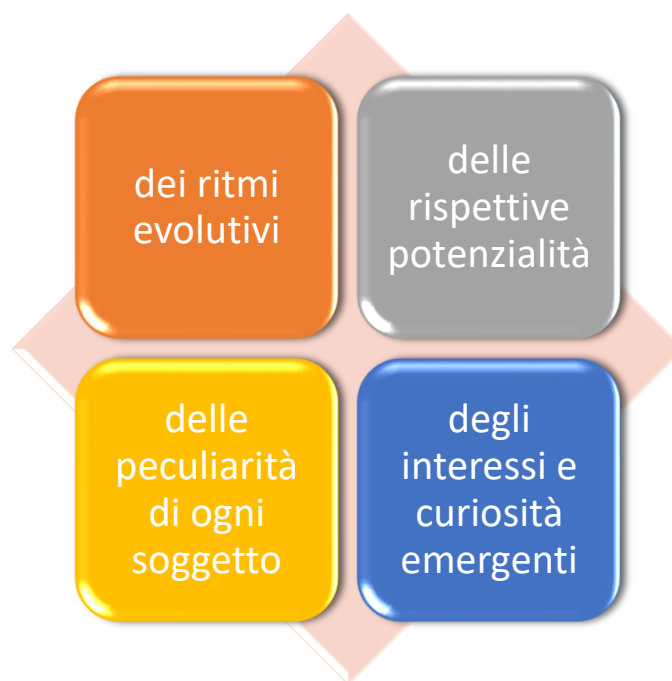 dei ritmi
evolutivi
delle
rispettive
potenzialità
delle
peculiarità
di ogni
soggetto
degli
interessi e
curiosità
emergenti